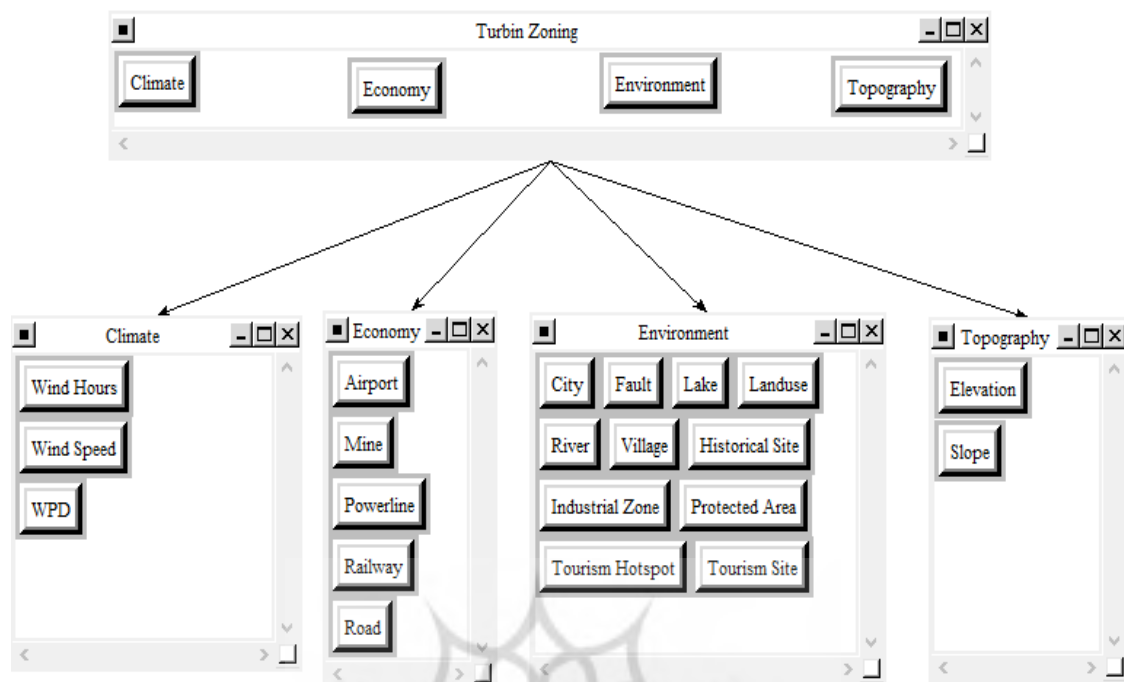 Turbin Zoning
Climate
Economy
Environment
Topography
Climate
Wind Hours
Wind Speed
WPD
Economy
Airport
Mine
Powerline
Railway
Road
Environment
City Fault Lake Landuse
River Village Historical Site
Industrial Zone Protected Area
Tourism Hotspot Tourism Site
Topography
Elevation
Slope